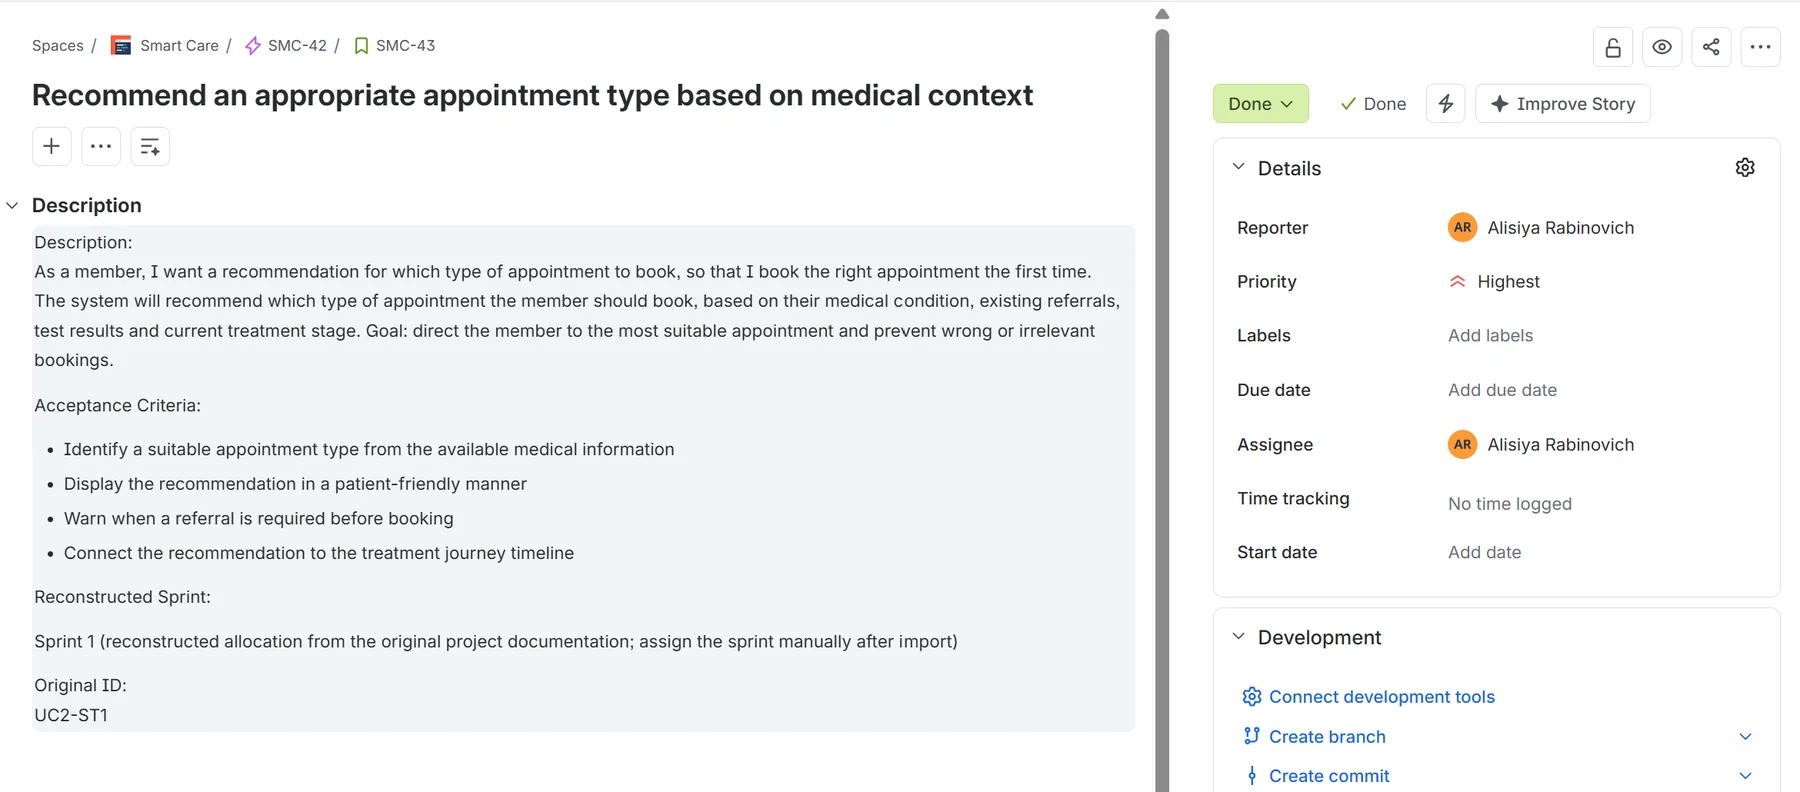 Spaces / Smart Care / SMC-42 / SMC-43
Recommend an appropriate appointment type based on medical context
Description
Description:
As a member, I want a recommendation for which type of appointment to book, so that I book the right appointment the first time.
The system will recommend which type of appointment the member should book, based on their medical condition, existing referrals,
test results and current treatment stage. Goal: direct the member to the most suitable appointment and prevent wrong or irrelevant
bookings.
Acceptance Criteria:
• Identify a suitable appointment type from the available medical information
• Display the recommendation in a patient-friendly manner
• Warn when a referral is required before booking
• Connect the recommendation to the treatment journey timeline
Reconstructed Sprint:
Sprint 1 (reconstructed allocation from the original project documentation; assign the sprint manually after import)
Original ID:
UC2-ST1
Done Done Improve Story
Details
Reporter AR Alisiya Rabinovich
Priority Highest
Labels Add labels
Due date Add due date
Assignee AR Alisiya Rabinovich
Time tracking No time logged
Start date Add date
Development
Connect development tools
Create branch
Create commit